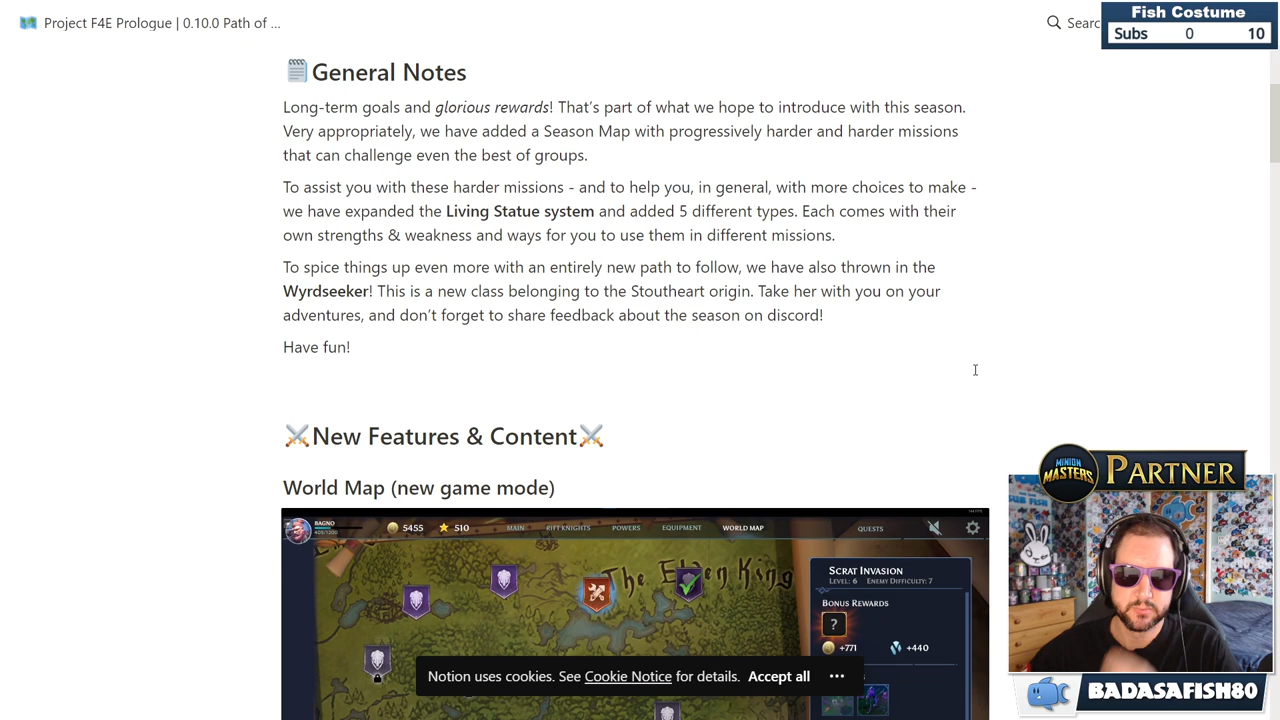 Project F4E Prologue | 0.10.0 Path of ...
Searc
Fish Costume
Subs 0 10
General Notes
Long-term goals and glorious rewards! That's part of what we hope to introduce with this season.
Very appropriately, we have added a Season Map with progressively harder and harder missions
that can challenge even the best of groups.
To assist you with these harder missions - and to help you, in general, with more choices to make -
we have expanded the Living Statue system and added 5 different types. Each comes with their
own strengths & weakness and ways for you to use them in different missions.
To spice things up even more with an entirely new path to follow, we have also thrown in the
Wyrdseeker! This is a new class belonging to the Stoutheart origin. Take her with you on your
adventures, and don't forget to share feedback about the season on discord!
Have fun!
New Features & Content
World Map (new game mode)
BAGNO
5455 510 MAIN RIFTKNIGHTS POWERS EQUIPMENT WORLD MAP QUESTS
SCRAT INVASION
LEVEL: 6 ENEMY DIFFICULTY: 7
BONUS REWARDS
?
+771 +440
Notion uses cookies. See Cookie Notice for details. Accept all ...
MINION
MASTERS
PARTNER
BADASAFISH80